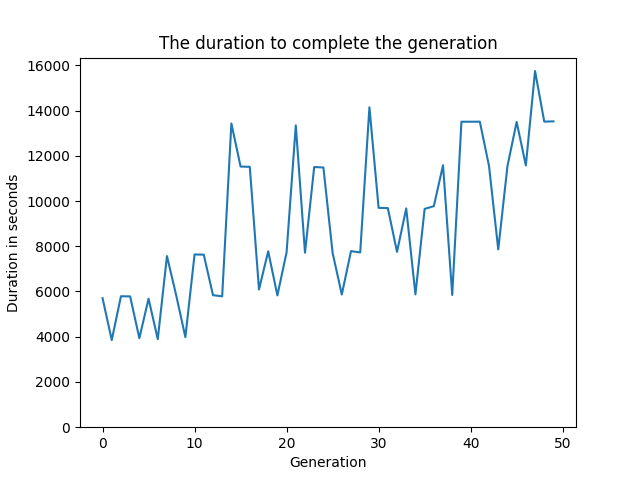 The duration to complete the generation
16000
14000
12000
10000
8000
6000
4000
2000
0
Duration in seconds
0 10 20 30 40 50
Generation